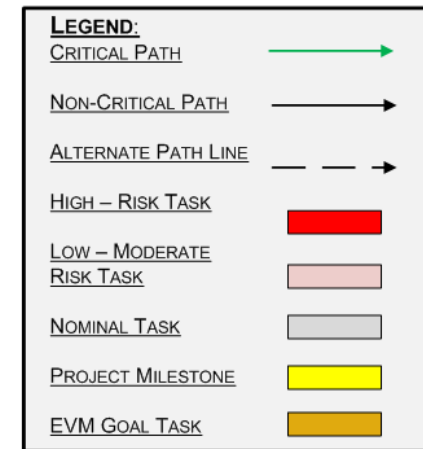 LEGEND:
CRITICAL PATH
NON-CRITICAL PATH
ALTERNATE PATH LINE
HIGH – RISK TASK
LOW – MODERATE
RISK TASK
NOMINAL TASK
PROJECT MILESTONE
EVM GOAL TASK